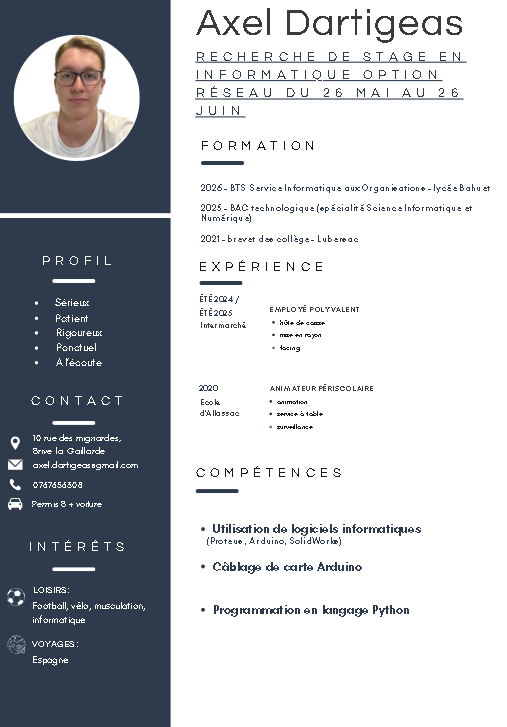 Axel Dartigeas
RECHERCHE DE STAGE EN
INFORMATIQUE OPTION
RÉSEAU DU 26 MAI AU 26
JUIN
FORMATION
2026 - BTS Service Informatique aux Organisations - lycée Bahuet
2025 - BAC technologique (spécialité Science Informatique et
Numérique)
2021 - brevet des collège - Lubersac
EXPÉRIENCE
ÉTÉ 2024 /
ÉTÉ 2025
Intermarché
EMPLOYÉ POLYVALENT
• hôte de caisse
• mise en rayon
• facing
2020
Ecole
d'Allassac
ANIMATEUR PÉRISCOLAIRE
• animation
• service à table
• surveillance
COMPÉTENCES
• Utilisation de logiciels informatiques
(Proteus, Arduino, SolidWorks)
• Câblage de carte Arduino
• Programmation en langage Python
PROFIL
• Sérieux
• Patient
• Rigoureux
• Ponctuel
• A l'écoute
CONTACT
10 rue des mignardes,
Brive la Gaillarde
axel.dartigeas@gmail.com
Permis B + voiture
INTÉRÊTS
LOISIRS:
Football, vélo, musculation,
informatique
VOYAGES:
Espagne